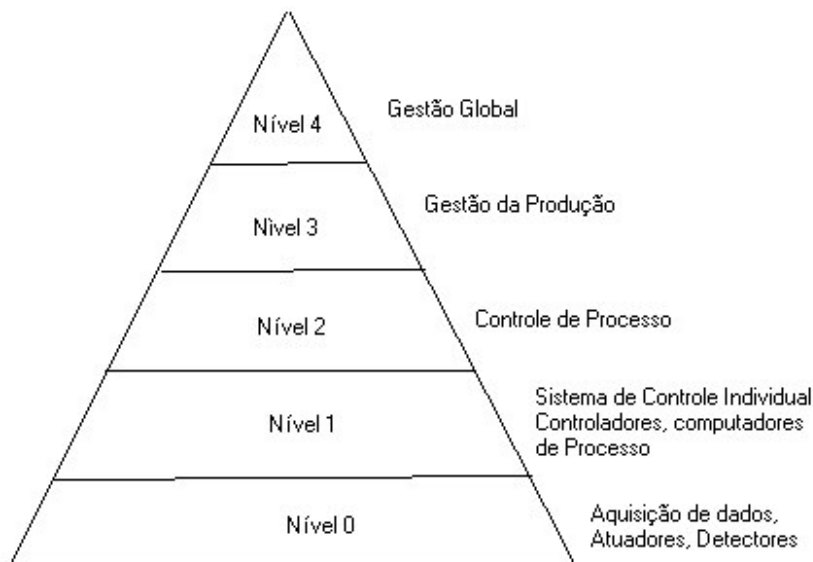 Nível 4
Gestão Global
Nìvel 3
Gestão da Produção
Nível 2
Controle de Processo
Nível 1
Sistema de Controle Individual
Controladores, computadores
de Processo
Nível 0
Aquisição de dados,
Atuadores, Detectores